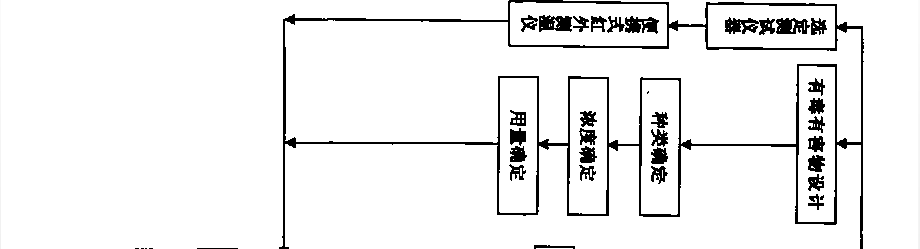 选定测试仪器
便携式红外测温仪
有毒有害物设计
种类确定
浓度确定
用量确定